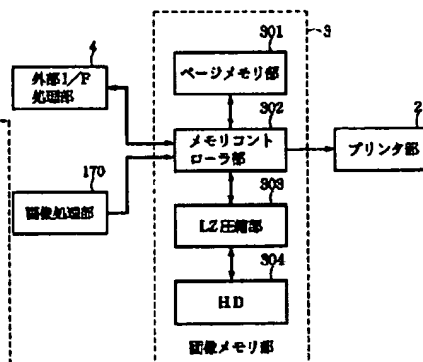 301
3
ページメモリ部
4
外部I/F
処理部
302
メモリコント
ローラ部
2
プリンタ部
170
画像処理部
303
LZ圧縮部
304
HD
画像メモリ部